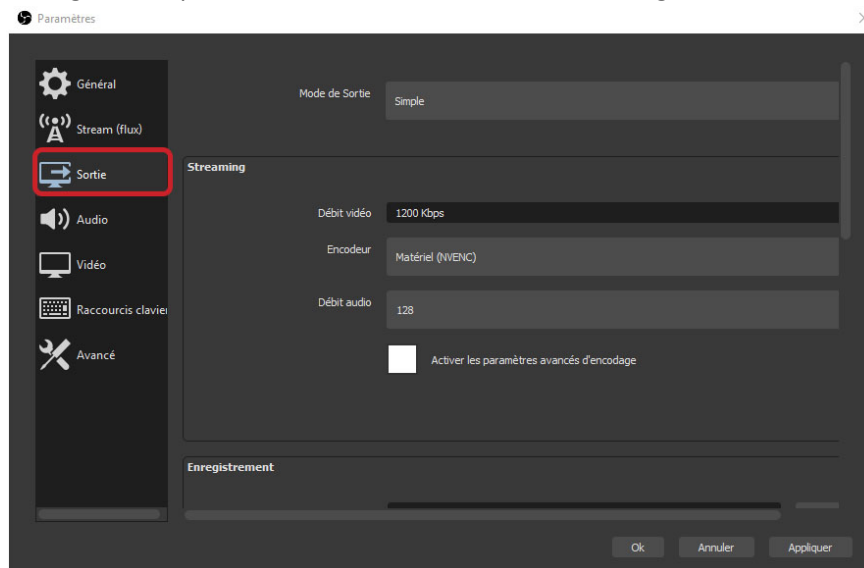 Paramètres
Général
Stream (flux)
Sortie
Audio
Vidéo
Raccourcis clavier
Avancé
Mode de Sortie
Simple
Streaming
Débit vidéo
1200 Kbps
Encodeur
Matériel (NVENC)
Débit audio
128
Activer les paramètres avancés d'encodage
Enregistrement
Ok
Annuler
Appliquer